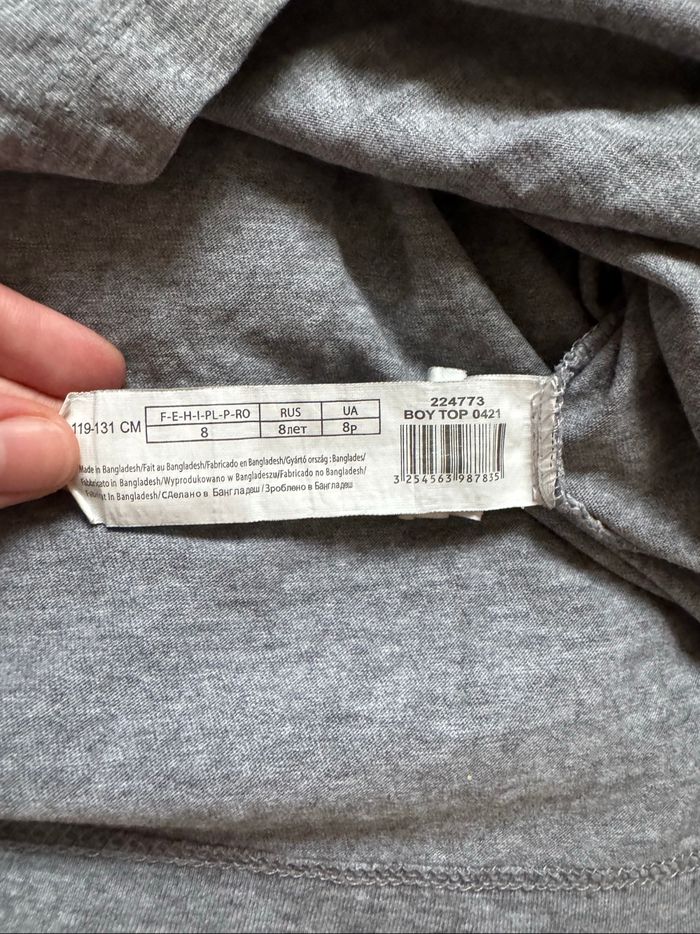 119-131 CM
F-E-H-I-PL-P-RO RUS UA
8 8лет 8р
Made in Bangladesh/Fait au Bangladesh/Fabricado en Bangladesh/Gyártó ország :Banglades/
Fabbricato in Bangladesh/Wyprodukowano w Bangladeszu/Fabricado no Bangladesh/
in Bangladesh/СДелано в Бангладеш/Зроблено в Бангладеш
224773
BOY TOP 0421
3 254563 987835